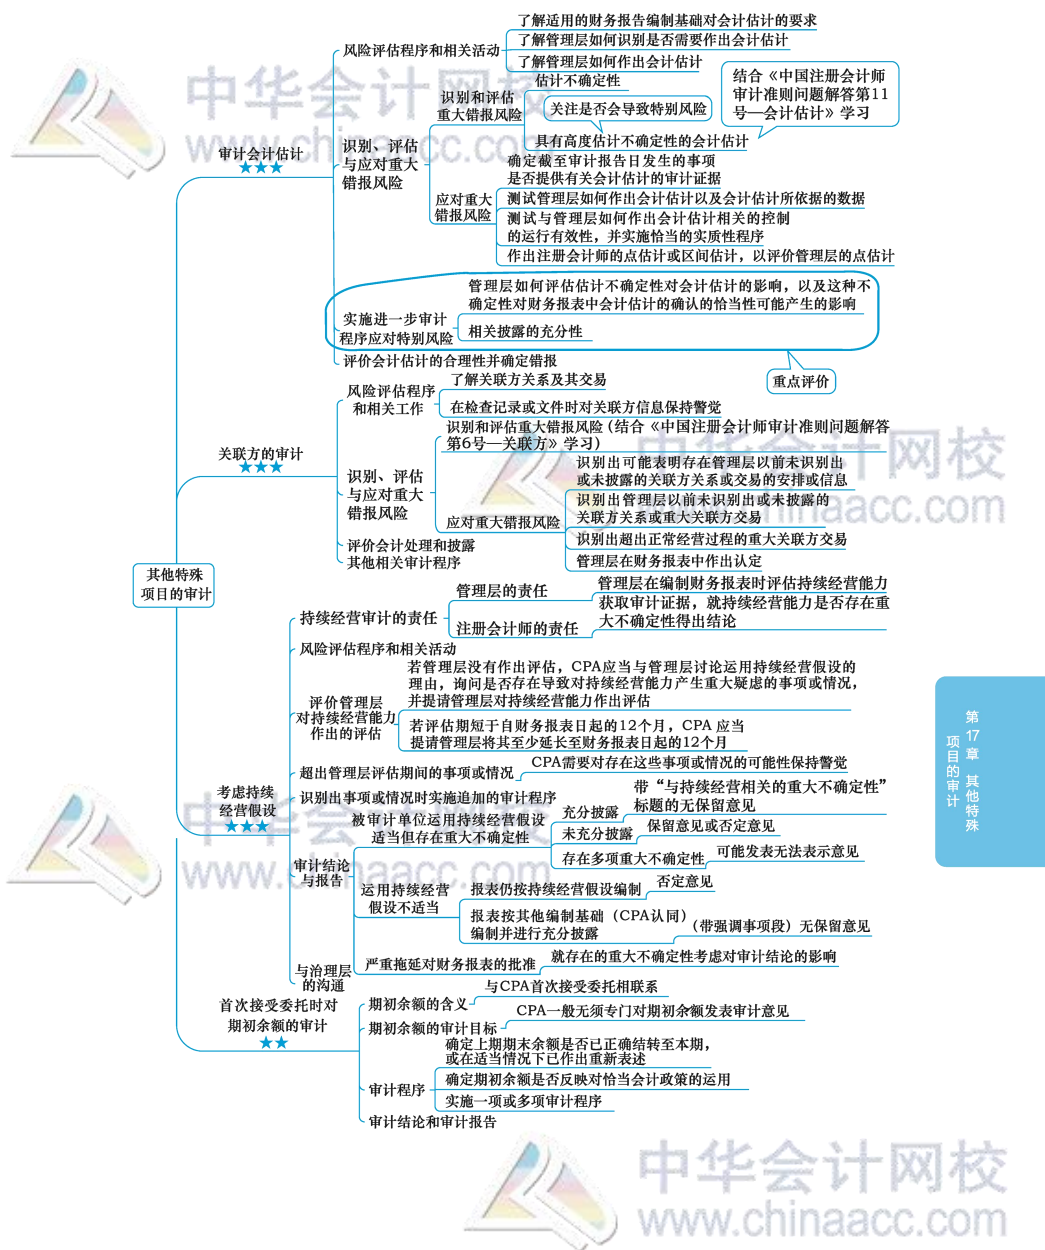 了解适用的财务报告编制基础对会计估计的要求
风险评估程序和相关活动
了解管理层如何识别是否需要作出会计估计
了解管理层如何作出会计估计
估计不确定性
识别和评估
重大错报风险
关注是否会导致特别风险
结合《中国注册会计师
审计准则问题解答第11
号—会计估计》学习
具有高度估计不确定性的会计估计
审计会计估计
★★★
识别、评估
与应对重大
错报风险
确定截至审计报告日发生的事项
是否提供有关会计估计的审计证据
应对重大
错报风险
测试管理层如何作出会计估计以及会计估计所依据的数据
测试与管理层如何作出会计估计相关的控制
的运行有效性，并实施恰当的实质性程序
作出注册会计师的点估计或区间估计，以评价管理层的点估计
管理层如何评估估计不确定性对会计估计的影响，以及这种不
确定性对财务报表中会计估计的确认的恰当性可能产生的影响
实施进一步审计
程序应对特别风险
相关披露的充分性
评价会计估计的合理性并确定错报
重点评价
风险评估程序
和相关工作
了解关联方关系及其交易
在检查记录或文件时对关联方信息保持警觉
关联方的审计
★★★
识别、评估
与应对重大
错报风险
识别和评估重大错报风险(结合《中国注册会计师审计准则问题解答
第6号—关联方》学习)
应对重大错报风险
识别出可能表明存在管理层以前未识别出
或未披露的关联方关系或交易的安排或信息
识别出管理层以前未识别出或未披露的
关联方关系或重大关联方交易
识别出超出正常经营过程的重大关联方交易
管理层在财务报表中作出认定
评价会计处理和披露
其他相关审计程序
其他特殊
项目的审计
持续经营审计的责任
管理层的责任
管理层在编制财务报表时评估持续经营能力
注册会计师的责任
获取审计证据，就持续经营能力是否存在重
大不确定性得出结论
风险评估程序和相关活动
评价管理层
对持续经营能力
作出的评估
若管理层没有作出评估，CPA应当与管理层讨论运用持续经营假设的
理由，询问是否存在导致对持续经营能力产生重大疑虑的事项或情况，
并提请管理层对持续经营能力作出评估
若评估期短于自财务报表日起的12个月，CPA 应当
提请管理层将其至少延长至财务报表日起的12个月
超出管理层评估期间的事项或情况
CPA需要对存在这些事项或情况的可能性保持警觉
考虑持续
经营假设
★★★
识别出事项或情况时实施追加的审计程序
审计结论
与报告
被审计单位运用持续经营假设
适当但存在重大不确定性
充分披露
带“与持续经营相关的重大不确定性”
标题的无保留意见
未充分披露
保留意见或否定意见
存在多项重大不确定性
可能发表无法表示意见
运用持续经营
假设不适当
报表仍按持续经营假设编制
否定意见
报表按其他编制基础（CPA认同）
编制并进行充分披露
（带强调事项段）无保留意见
严重拖延对财务报表的批准
就存在的重大不确定性考虑对审计结论的影响
与治理层
的沟通
首次接受委托时对
期初余额的审计
★★
期初余额的含义
与CPA首次接受委托相联系
期初余额的审计目标
CPA一般无须专门对期初余额发表审计意见
审计程序
确定上期期末余额是否已正确结转至本期，
或在适当情况下已作出重新表述
确定期初余额是否反映对恰当会计政策的运用
实施一项或多项审计程序
审计结论和审计报告
第17章 其他特殊
项目的审计
中华会计网校
www.chinaacc.com
中华会计网校
www.chinaacc.com
中华会计网校
www.chinaacc.com
中华会计网校
www.chinaacc.com